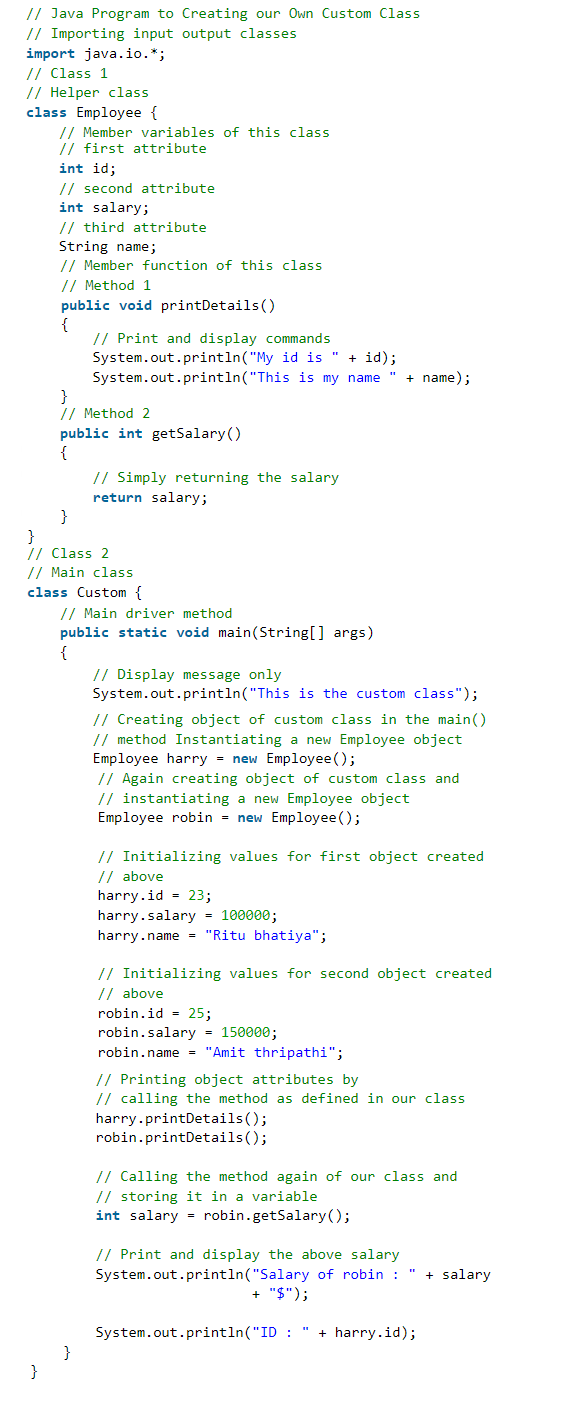 // Java Program to Creating our Own Custom Class
// Importing input output classes
import java.io.*;
// Class 1
// Helper class
class Employee {
// Member variables of this class
// first attribute
int id;
// second attribute
int salary;
// third attribute
String name;
// Member function of this class
// Method 1
public void printDetails()
{
// Print and display commands
System.out.println("My id is " + id);
System.out.println("This is my name " + name);
}
// Method 2
public int getSalary()
{
// Simply returning the salary
return salary;
}
}
// Class 2
// Main class
class Custom {
// Main driver method
public static void main(String[] args)
{
// Display message only
System.out.println("This is the custom class");
// Creating object of custom class in the main()
// method Instantiating a new Employee object
Employee harry = new Employee();
// Again creating object of custom class and
// instantiating a new Employee object
Employee robin = new Employee();
// Initializing values for first object created
// above
harry.id = 23;
harry.salary = 100000;
harry.name = "Ritu bhatiya";
// Initializing values for second object created
// above
robin.id = 25;
robin.salary = 150000;
robin.name = "Amit thripathi";
// Printing object attributes by
// calling the method as defined in our class
harry.printDetails();
robin.printDetails();
// Calling the method again of our class and
// storing it in a variable
int salary = robin.getSalary();
// Print and display the above salary
System.out.println("Salary of robin : " + salary
+ "$");
System.out.println("ID : " + harry.id);
}
}